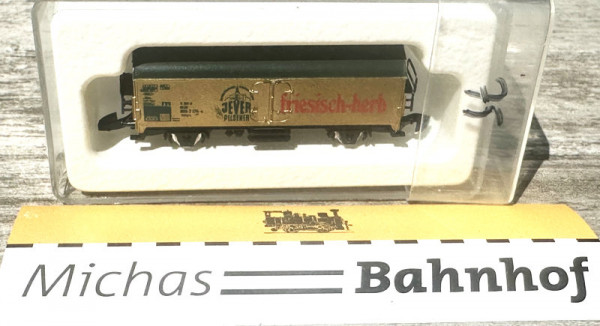 JEVER
PILSENER
friesisch-herb
Michas Bahnhof